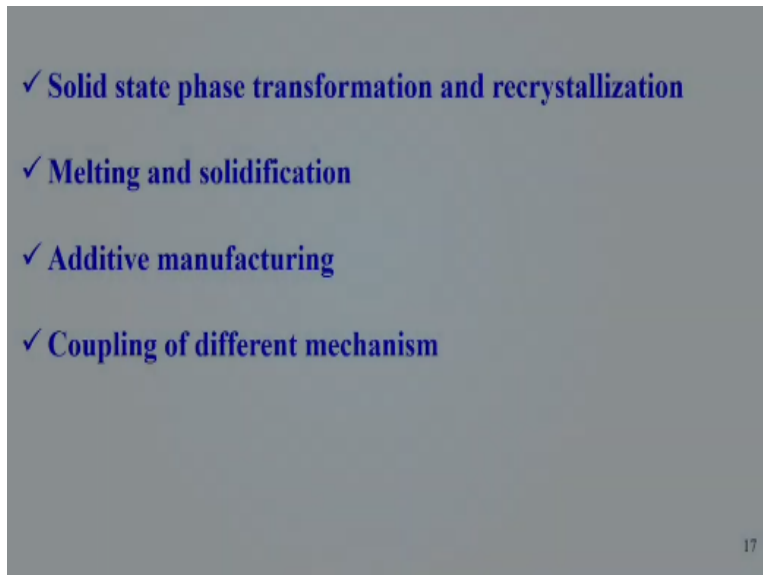 ✓ Solid state phase transformation and recrystallization
✓ Melting and solidification
✓ Additive manufacturing
✓ Coupling of different mechanism
17